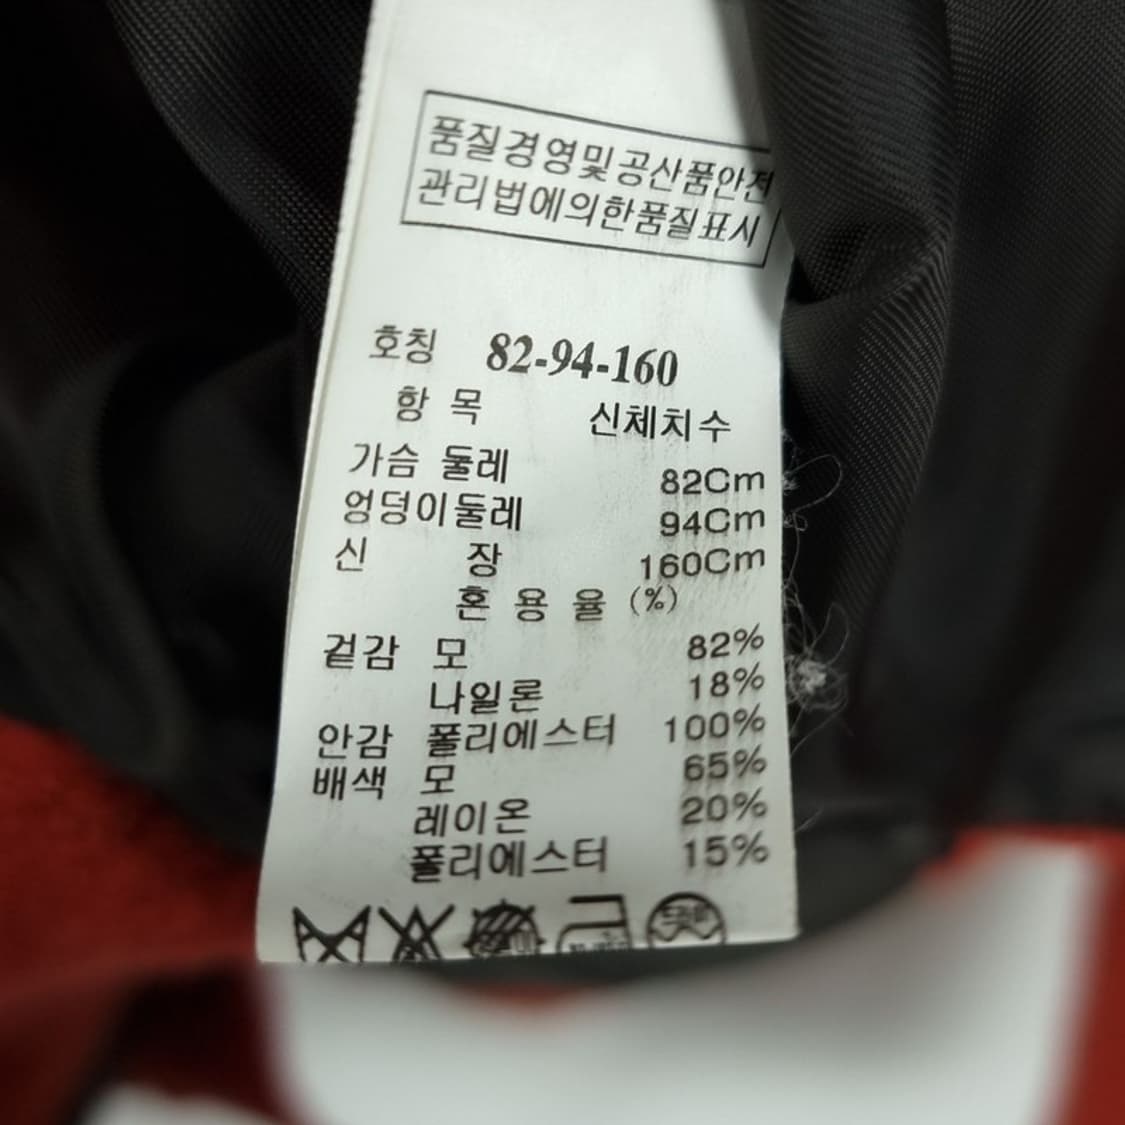 품질경영및공산품안전
관리법에의한품질표시
호칭 82-94-160
항 목 신체치수
가슴 둘레 82Cm
엉덩이둘레 94Cm
신 장 160Cm
혼 용 율 (%)
겉감 모 82%
나일론 18%
안감 폴리에스터 100%
배색 모 65%
레이온 20%
폴리에스터 15%
드라이